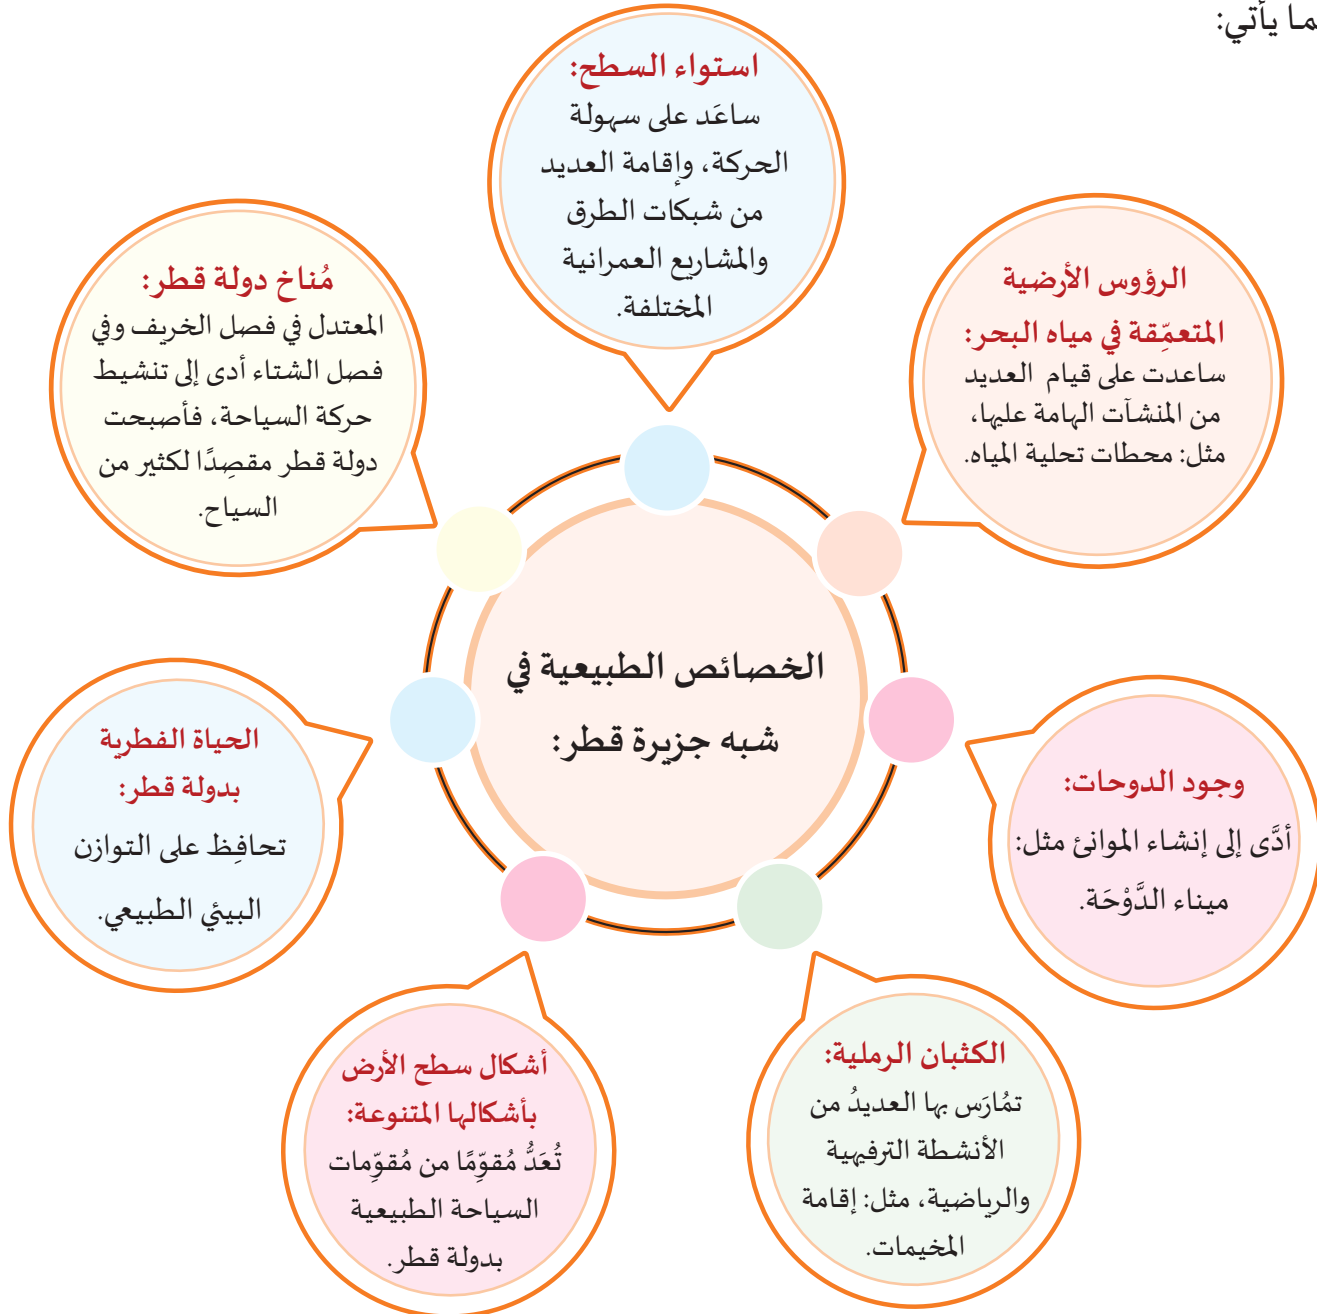 ما يأتي:
استواء السطح:
ساعَد على سهولة
الحركة، وإقامة العديد
من شبكات الطرق
والمشاريع العمرانية
المختلفة.
الرؤوس الأرضية
المتعمِّقة في مياه البحر:
ساعدت على قيام العديد
من المنشآت الهامة عليها،
مثل: محطات تحلية المياه.
وجود الدوحات:
أدَّى إلى إنشاء الموانئ مثل:
ميناء الدَّوْحَة.
الكثبان الرملية:
تمُارَس بها العديدُ من
الأنشطة الترفيهية
والرياضية، مثل: إقامة
المخيمات.
أشكال سطح الأرض
بأشكالها المتنوعة:
تُعَدُّ مُقوِّمًا من مُقوِّمات
السياحة الطبيعية
بدولة قطر.
الحياة الفطرية
بدولة قطر:
تحافِظ على التوازن
البيئي الطبيعي.
مُناخ دولة قطر:
المعتدل في فصل الخريف وفي
فصل الشتاء أدى إلى تنشيط
حركة السياحة، فأصبحت
دولة قطر مقصِدًا لكثير من
السياح.
الخصائص الطبيعية في
شبه جزيرة قطر: